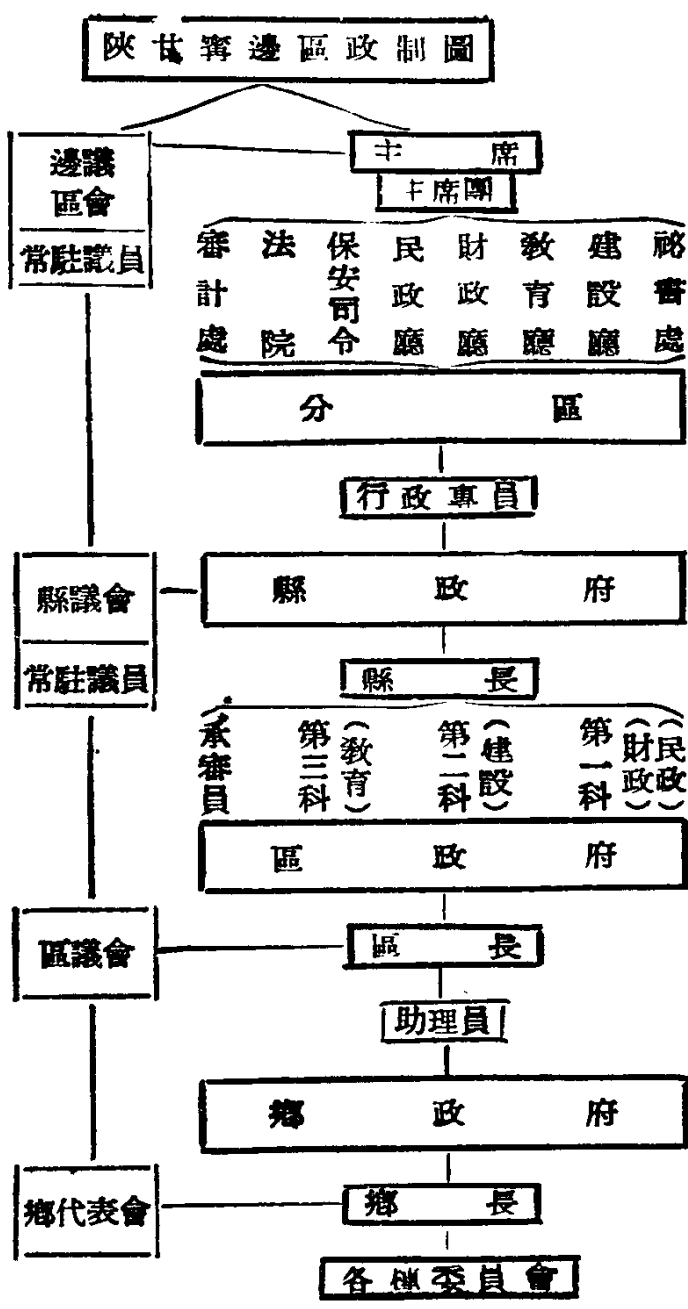 陝甘寧邊區政制圖
邊區議會
常駐議員
主席
主席團
祕書處
建設廳
教育廳
財政廳
民政廳
保安司令
法院
審計處
分區
行政專員
縣議會
常駐議員
縣政府
縣長
(民政)
(財政)
第一科
(建設)
第二科
(教育)
第三科
承審員
區政府
區議會
區長
助理員
鄉政府
鄉代表會
鄉長
各種委員會